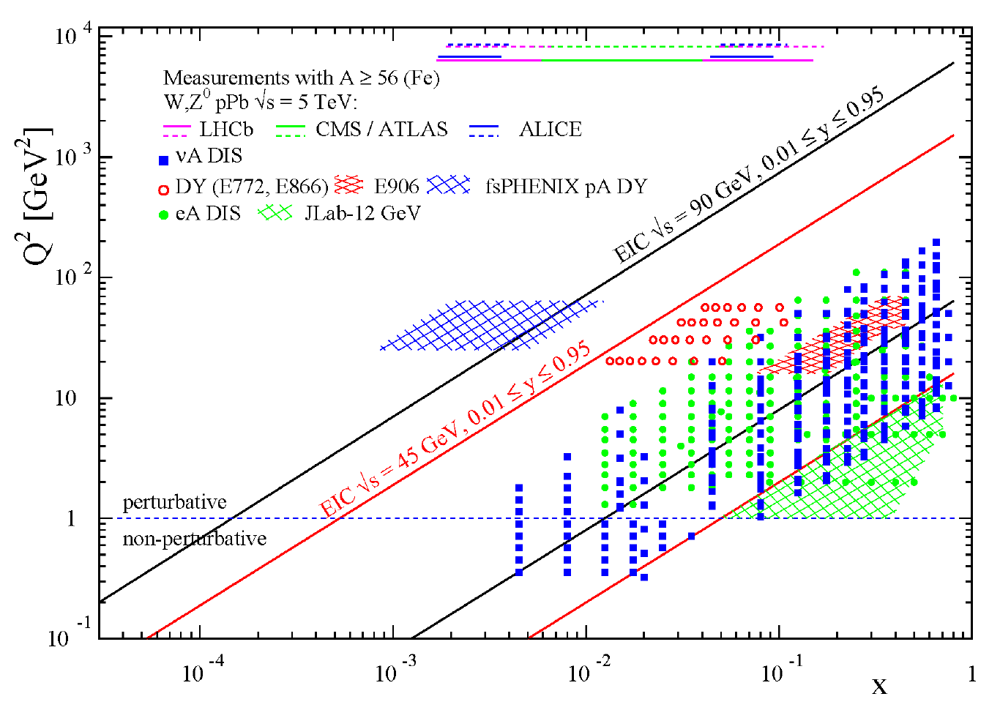 10^4
10^3
10^2
10
1
10^-1
Q^2 [GeV^2]
Measurements with A ≥ 56 (Fe)
W,Z^0 pPb √s = 5 TeV:
LHCb CMS / ATLAS ALICE
νA DIS
DY (E772, E866) E906 fsPHENIX pA DY
eA DIS JLab-12 GeV
EIC √s = 90 GeV, 0.01 ≤ y ≤ 0.95
EIC √s = 45 GeV, 0.01 ≤ y ≤ 0.95
perturbative
non-perturbative
10^-4 10^-3 10^-2 10^-1 1
x